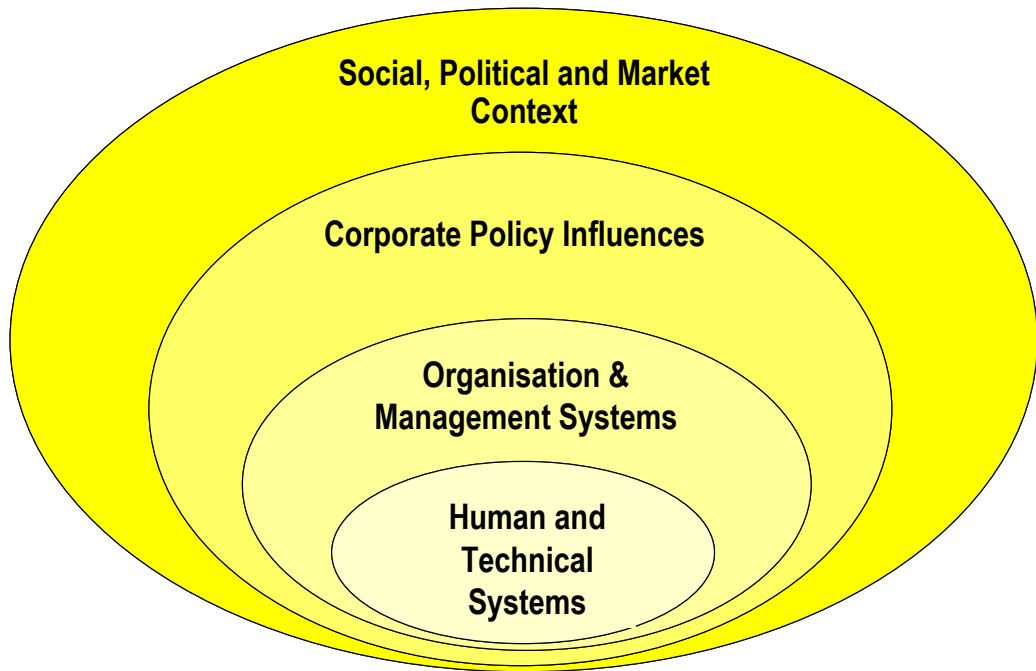 Social, Political and Market
Context
Corporate Policy Influences
Organisation &
Management Systems
Human and
Technical
Systems